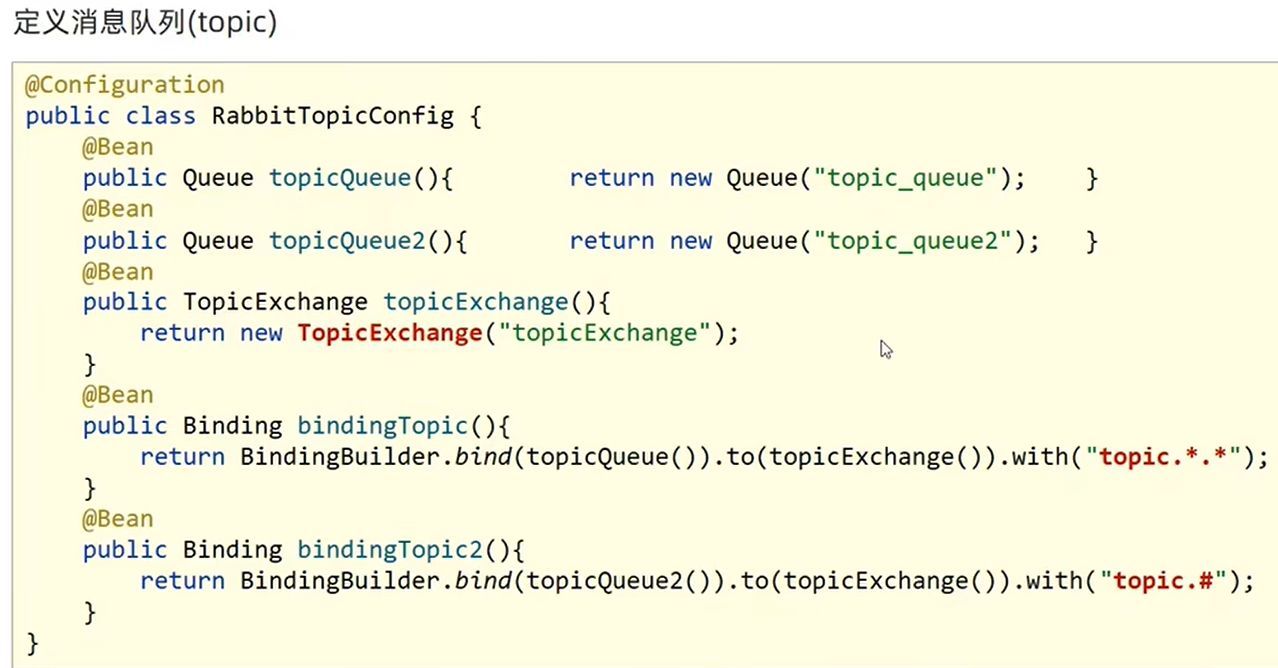 定义消息队列(topic)
@Configuration
public class RabbitTopicConfig {
    @Bean
    public Queue topicQueue(){        return new Queue("topic_queue");    }
    @Bean
    public Queue topicQueue2(){       return new Queue("topic_queue2");   }
    @Bean
    public TopicExchange topicExchange(){
        return new TopicExchange("topicExchange");
    }
    @Bean
    public Binding bindingTopic(){
        return BindingBuilder.bind(topicQueue()).to(topicExchange()).with("topic.*.*");
    }
    @Bean
    public Binding bindingTopic2(){
        return BindingBuilder.bind(topicQueue2()).to(topicExchange()).with("topic.#");
    }
}